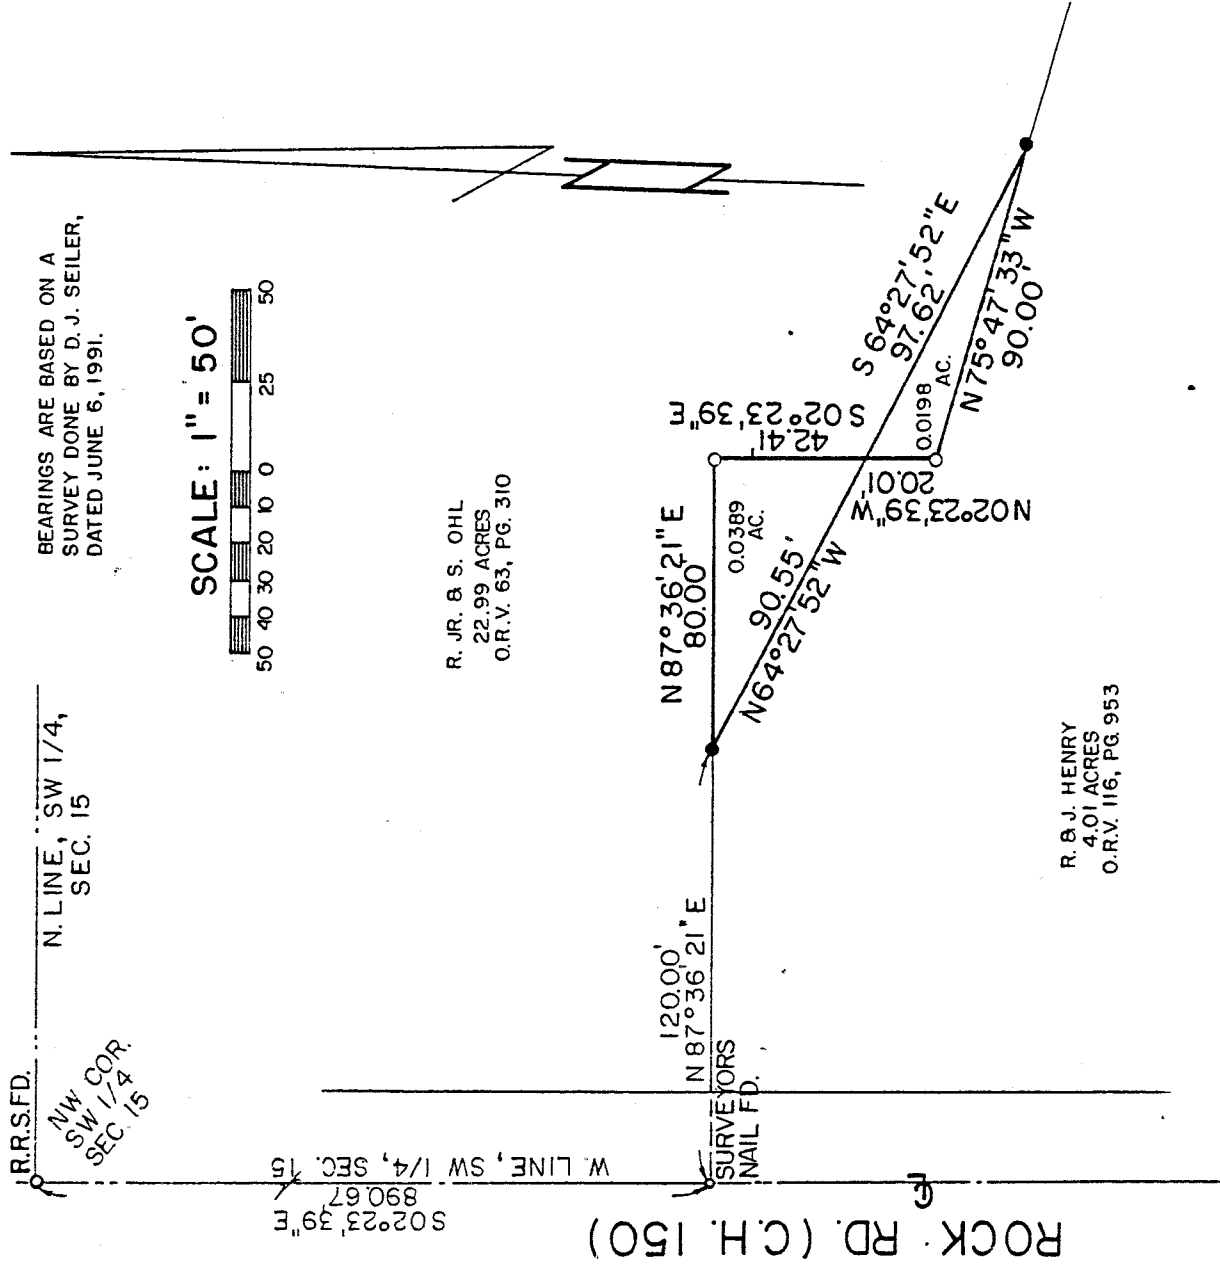 BEARINGS ARE BASED ON A
SURVEY DONE BY D. J. SEILER,
DATED JUNE 6, 1991.
SCALE: 1" = 50'
50 40 30 20 10 0 25 50
R.R.S.FD.
NW COR.
SW 1/4
SEC. 15
N. LINE, SW 1/4,
SEC. 15
R. JR. & S. OHL
22.99 ACRES
O.R.V. 63, PG. 310
W. LINE, SW 1/4, SEC. 15
890.67'
S02°23'39"E
120.00'
N87°36'21"E
SURVEYORS
NAIL FD.
N87°36'21"E
80.00'
0.0389
AC.
90.55'
N64°27'52"W
S02°23'39"E
42.41'
20.01'
N02°23'39"W
S64°27'52"E
97.62'
0.0198
AC.
N75°47'33"W
90.00'
R. & J. HENRY
4.01 ACRES
O.R.V. 116, PG. 953
℄
ROCK RD. (C.H. 150)